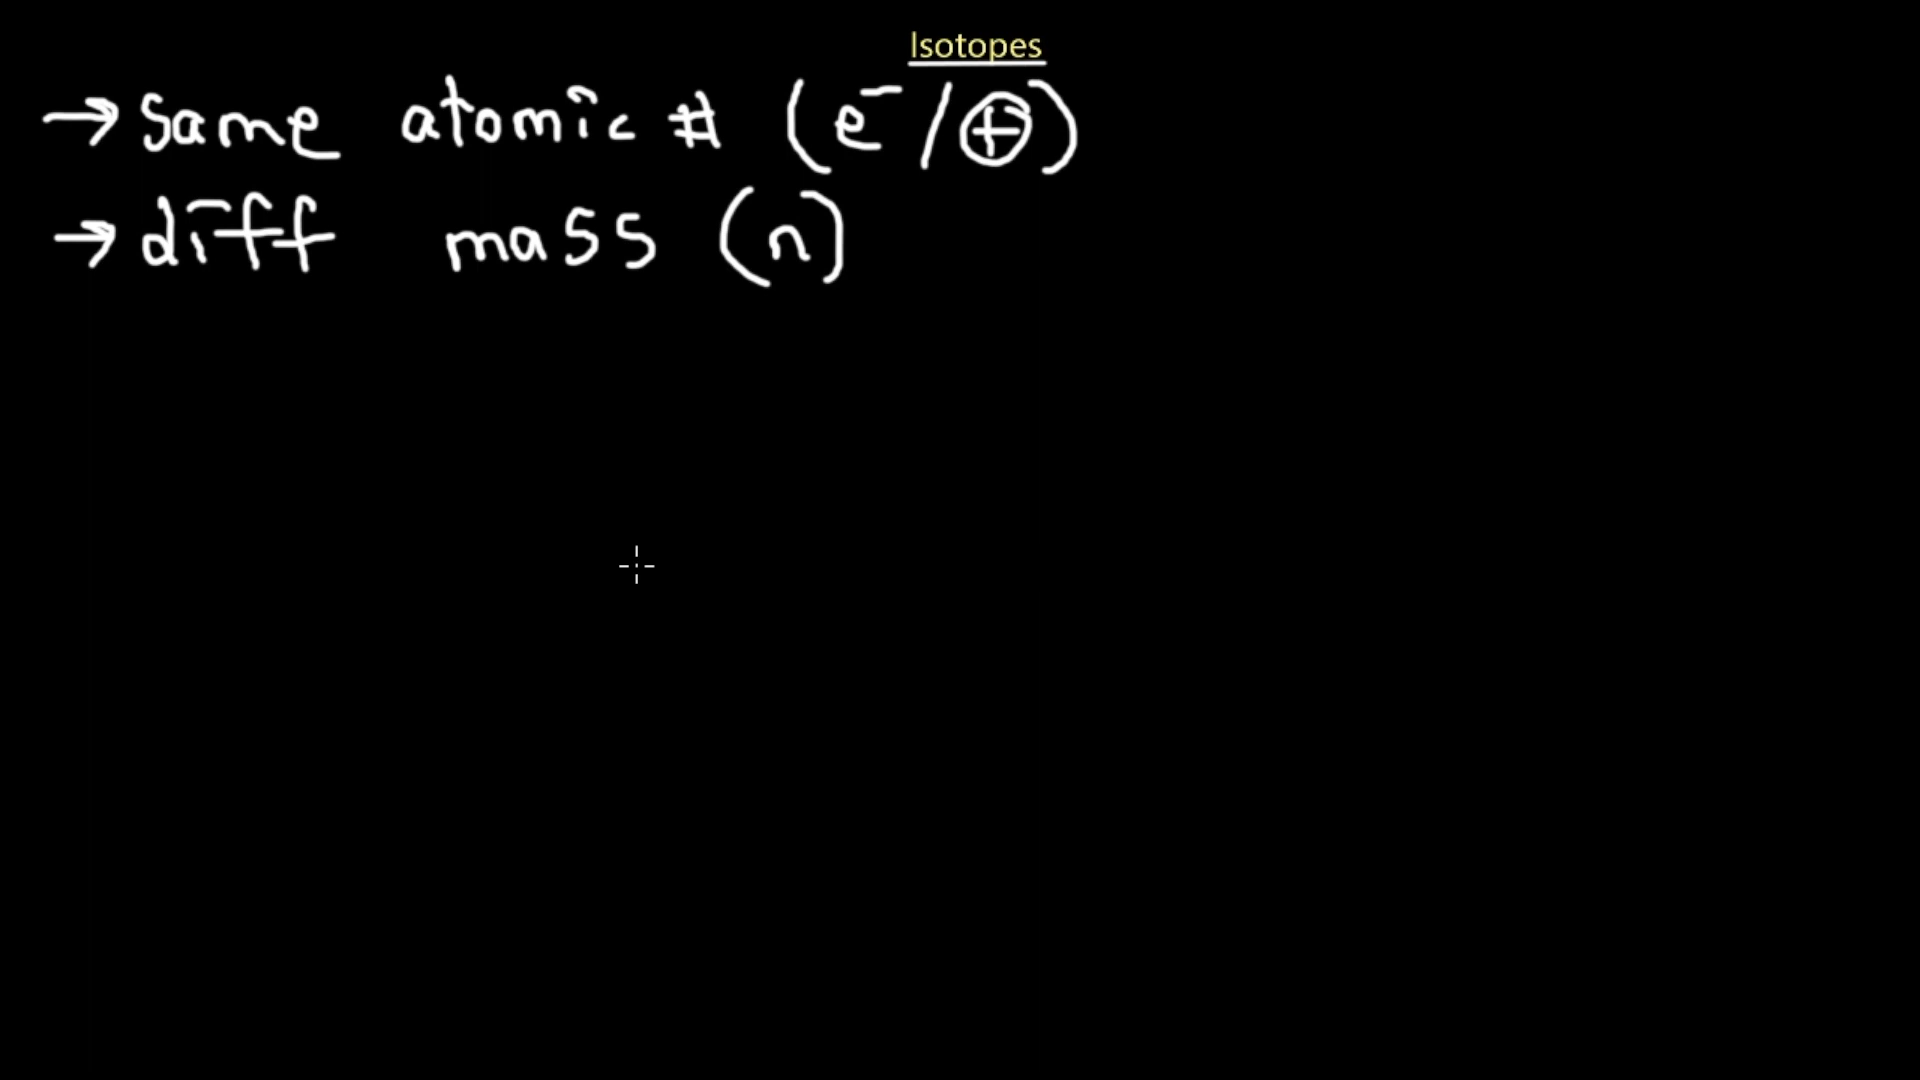 Isotopes
→ Same atomic # (e⁻/⊕)
→ diff mass (n)